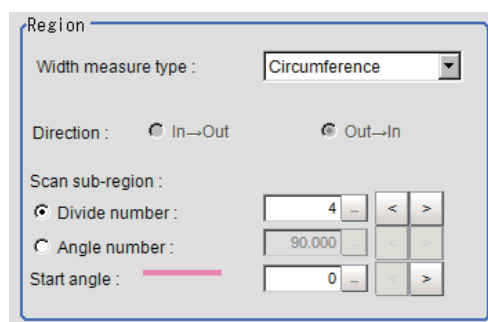 Region
Width measure type : Circumference
Direction : In→Out Out→In
Scan sub-region :
Divide number : 4 ... < >
Angle number : 90.000 ... < >
Start angle : 0 ... < >